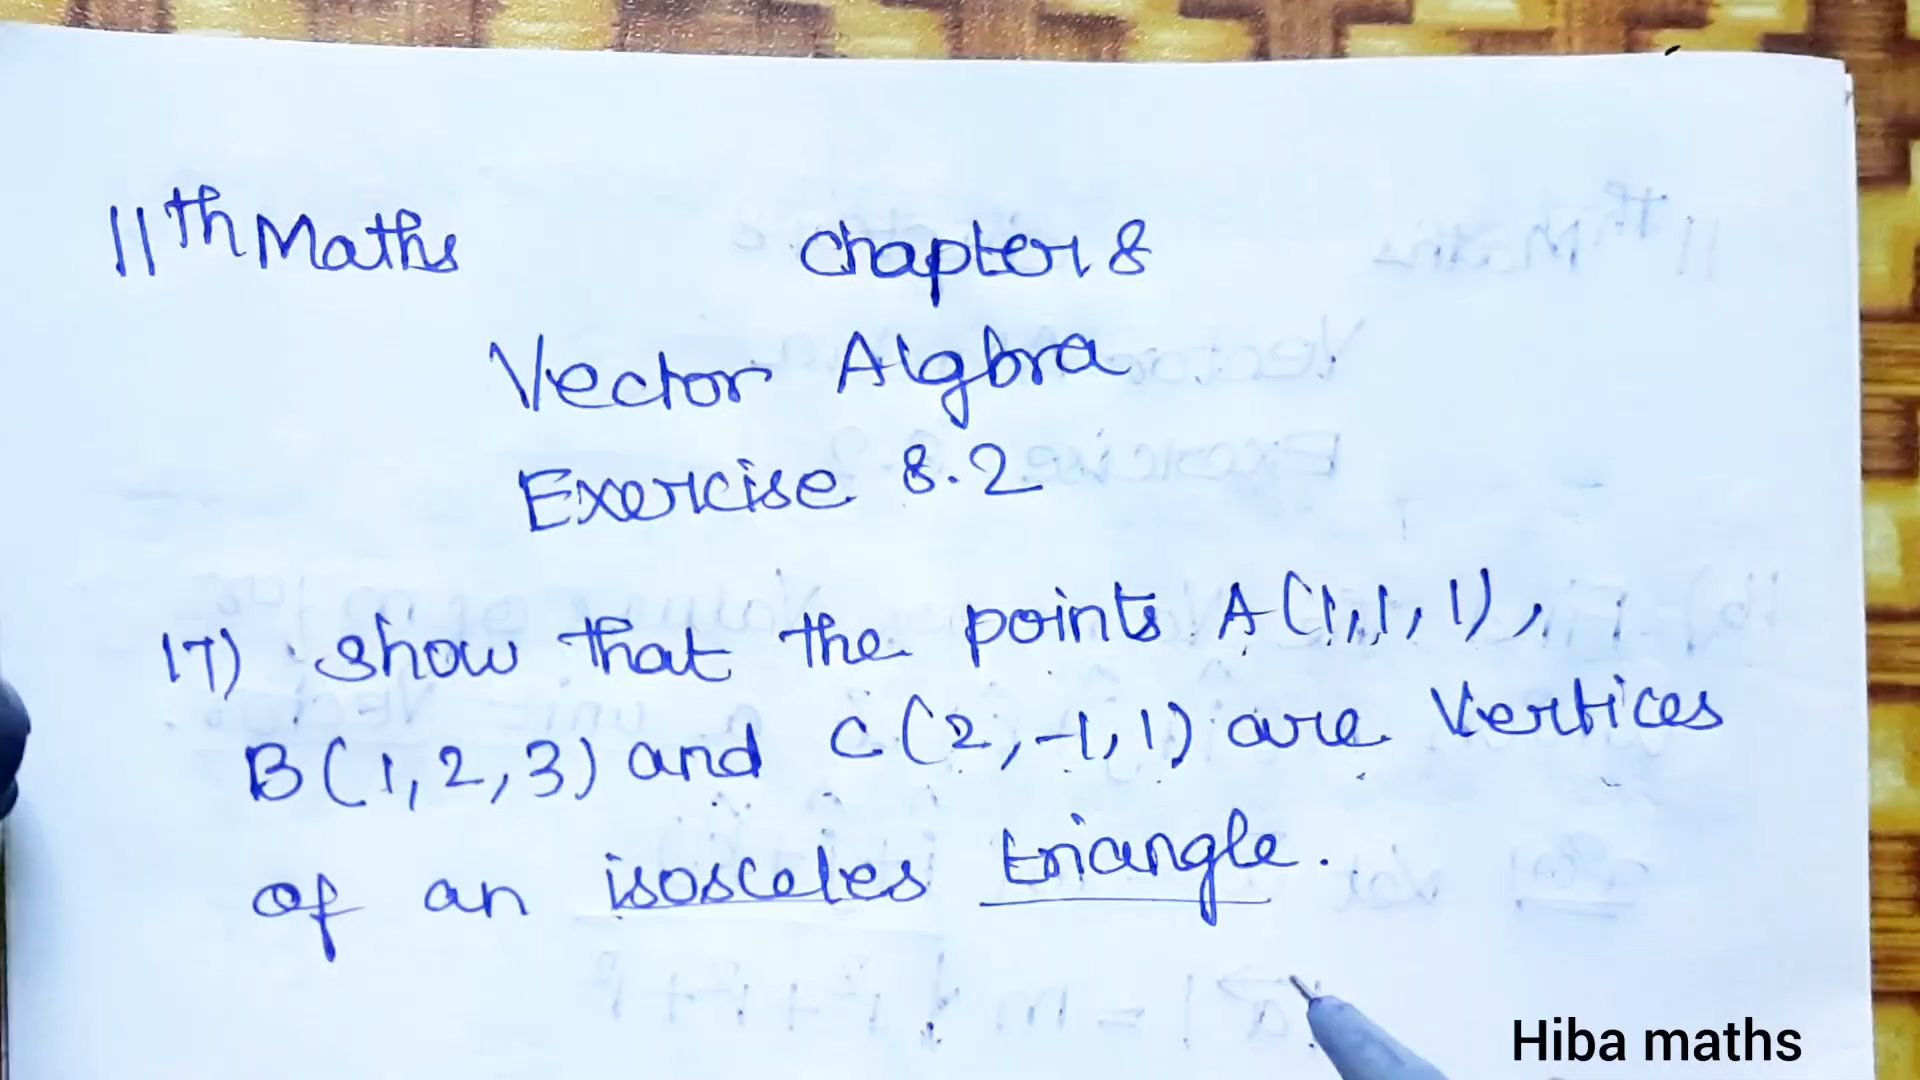 11th Maths Chapter 8
Vector Algbra
Exercise 8.2
17) show that the points A(1,1,1),
B(1,2,3) and C(2,-1,1) are vertices
of an isosceles triangle.
Hiba maths